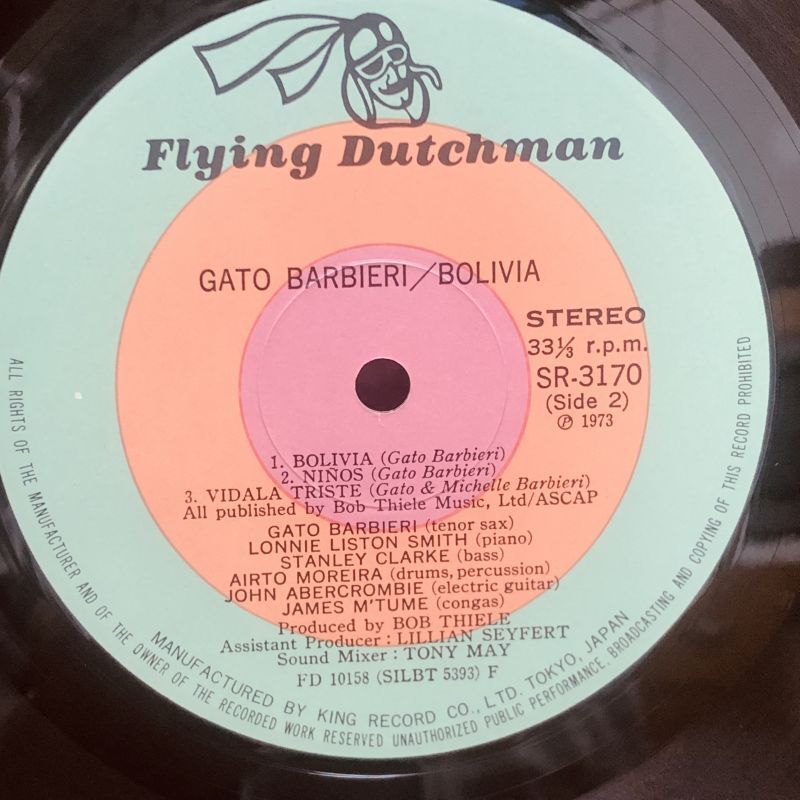 Flying Dutchman
GATO BARBIERI/BOLIVIA
STEREO
33⅓ r.p.m.
SR-3170
(Side 2)
℗ 1973
1. BOLIVIA (Gato Barbieri)
2. NIÑOS (Gato Barbieri)
3. VIDALA TRISTE (Gato & Michelle Barbieri)
All published by Bob Thiele Music, Ltd/ASCAP
GATO BARBIERI (tenor sax)
LONNIE LISTON SMITH (piano)
STANLEY CLARKE (bass)
AIRTO MOREIRA (drums, percussion)
JOHN ABERCROMBIE (electric guitar)
JAMES M'TUME (congas)
Produced by BOB THIELE
Assistant Producer : LILLIAN SEYFERT
Sound Mixer : TONY MAY
FD 10158 (SILBT 5393) F
MANUFACTURED BY KING RECORD CO., LTD. TOKYO, JAPAN
ALL RIGHTS OF THE MANUFACTURER AND OF THE OWNER OF THE RECORDED WORK RESERVED UNAUTHORIZED PUBLIC PERFORMANCE. BROADCASTING AND COPYING OF THIS RECORD PROHIBITED